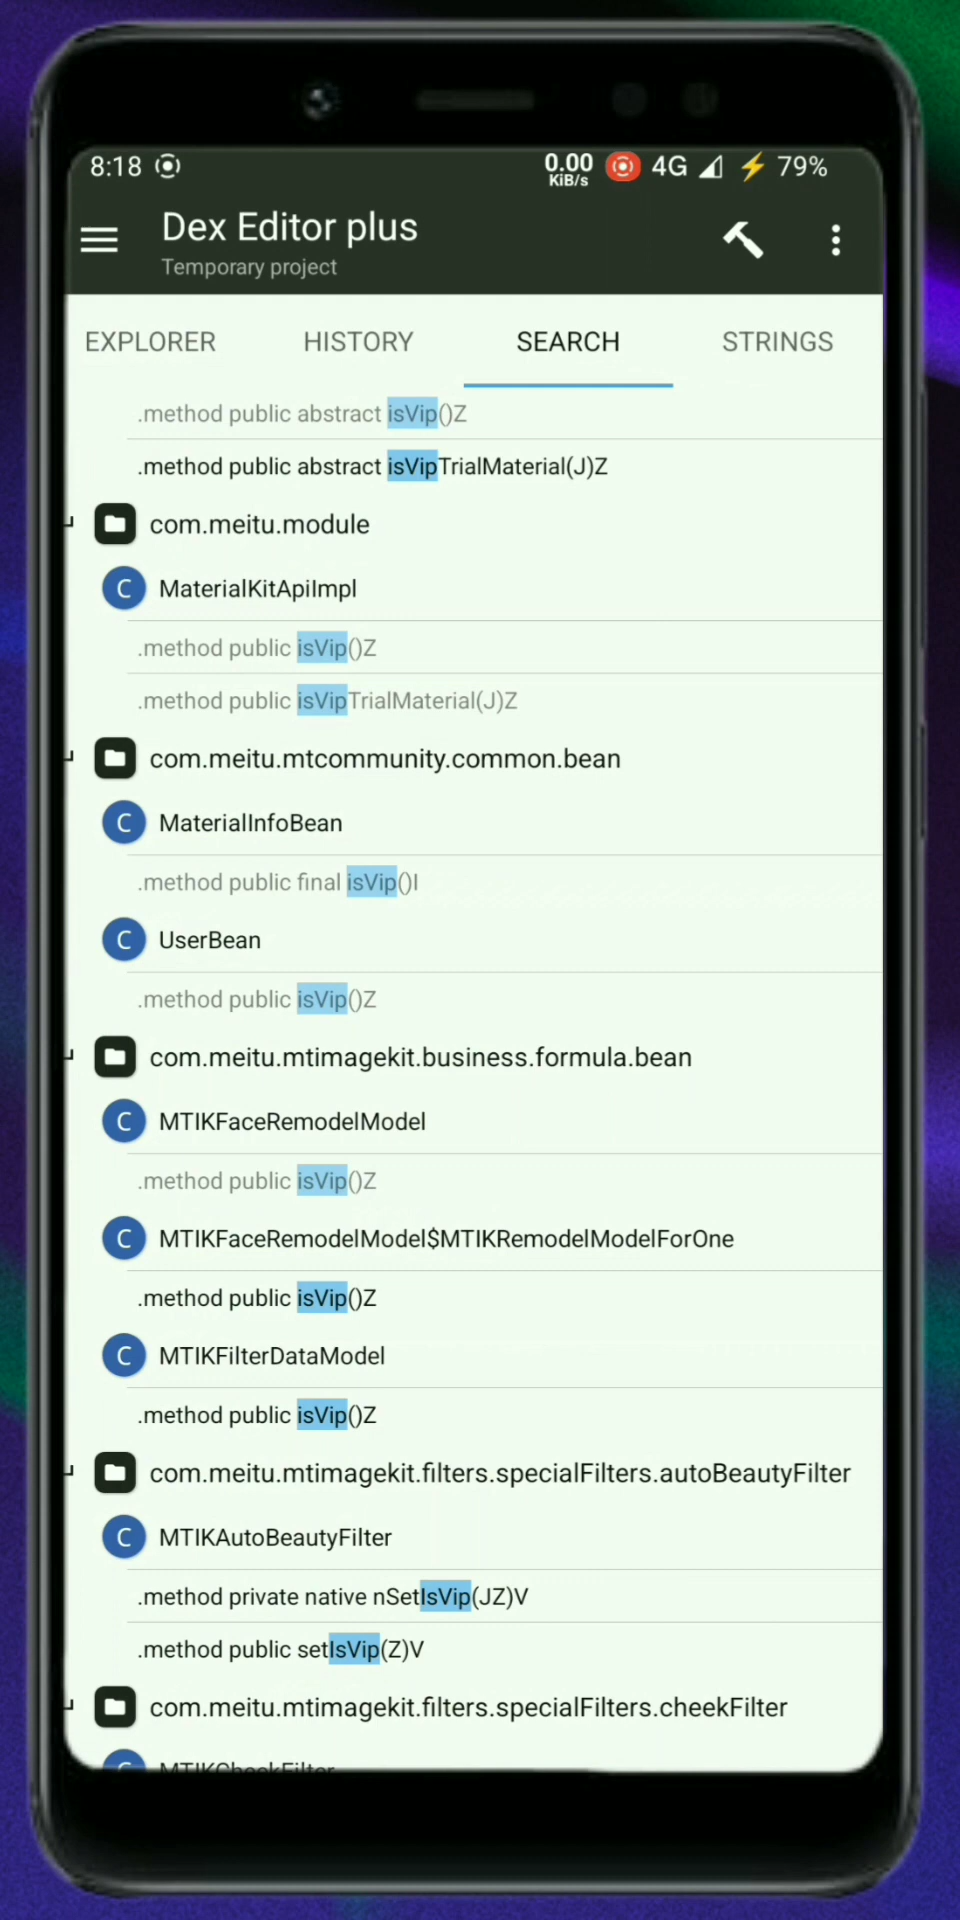 8:18 0.00 KiB/s 4G 79%
Dex Editor plus
Temporary project
EXPLORER HISTORY SEARCH STRINGS
.method public abstract isVip()Z
.method public abstract isVipTrialMaterial(J)Z
com.meitu.module
C MaterialKitApiImpl
.method public isVip()Z
.method public isVipTrialMaterial(J)Z
com.meitu.mtcommunity.common.bean
C MaterialInfoBean
.method public final isVip()I
C UserBean
.method public isVip()Z
com.meitu.mtimagekit.business.formula.bean
C MTIKFaceRemodelModel
.method public isVip()Z
C MTIKFaceRemodelModel$MTIKRemodelModelForOne
.method public isVip()Z
C MTIKFilterDataModel
.method public isVip()Z
com.meitu.mtimagekit.filters.specialFilters.autoBeautyFilter
C MTIKAutoBeautyFilter
.method private native nSetIsVip(JZ)V
.method public setIsVip(Z)V
com.meitu.mtimagekit.filters.specialFilters.cheekFilter
C MTIKCheekFilter